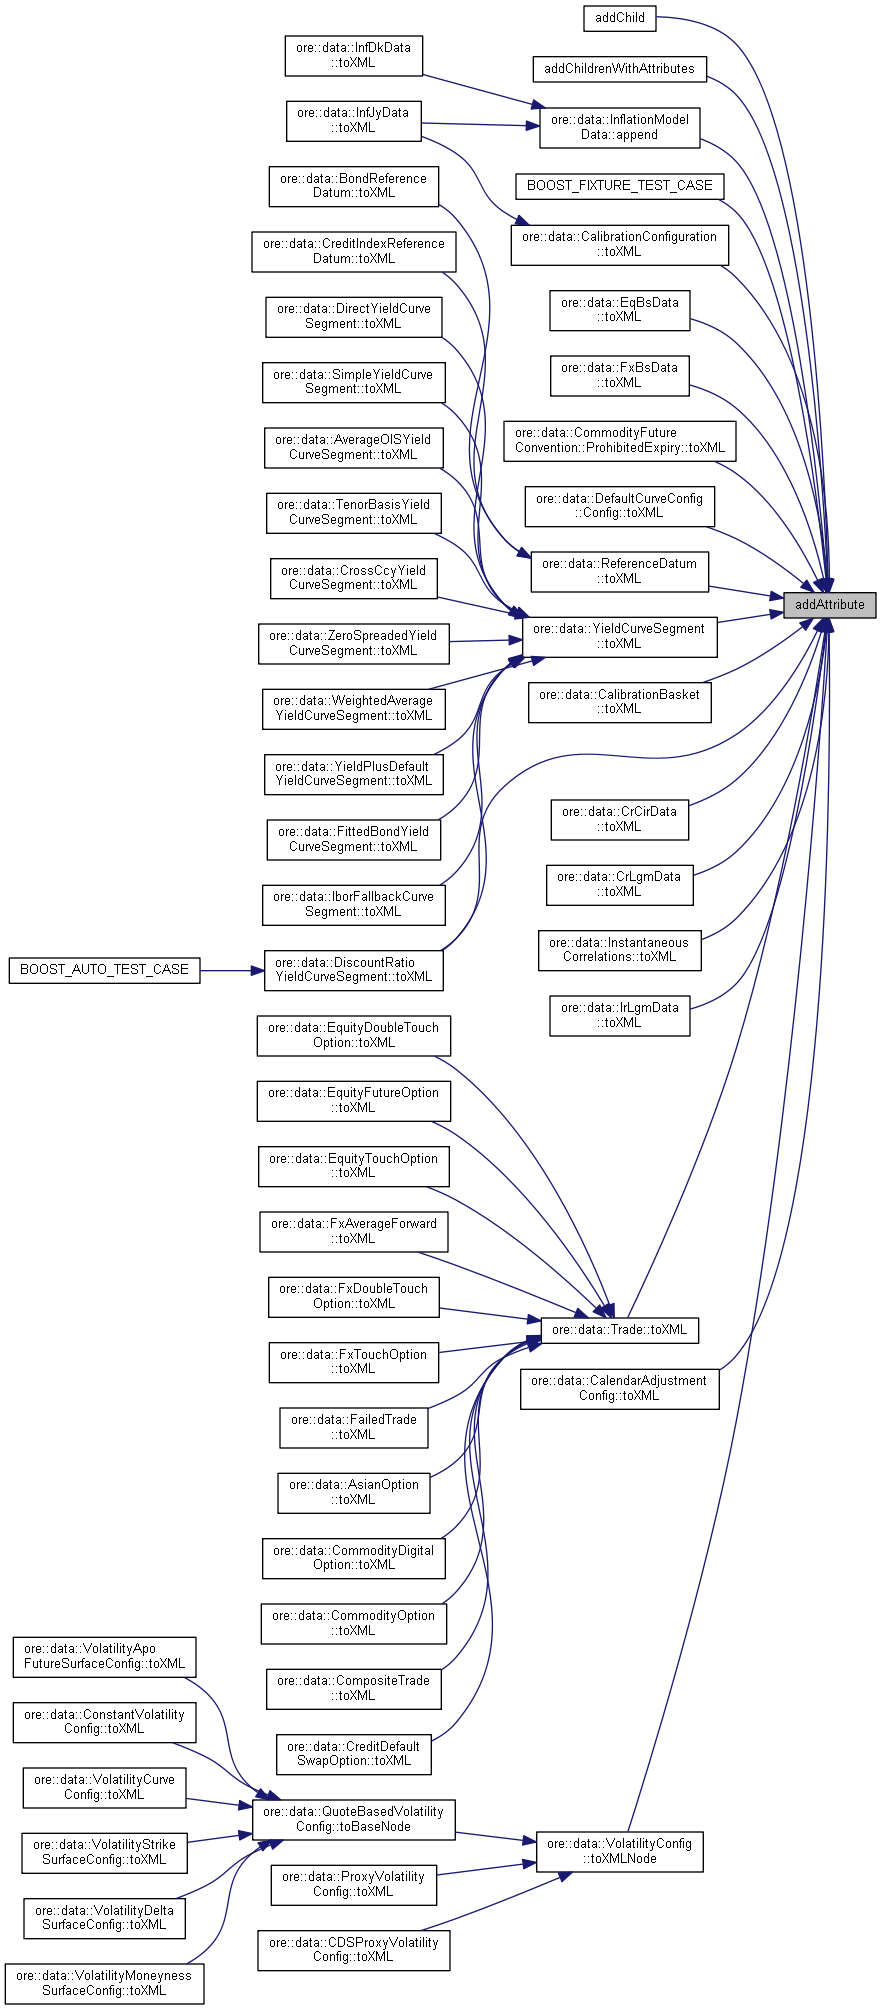 addChild
ore::data::InfDkData
::toXML
addChildrenWithAttributes
ore::data::InfJyData
::toXML
ore::data::InflationModel
Data::append
ore::data::BondReference
Datum::toXML
BOOST_FIXTURE_TEST_CASE
ore::data::CreditIndexReference
Datum::toXML
ore::data::CalibrationConfiguration
::toXML
ore::data::DirectYieldCurve
Segment::toXML
ore::data::EqBsData
::toXML
ore::data::SimpleYieldCurve
Segment::toXML
ore::data::FxBsData
::toXML
ore::data::AverageOISYield
CurveSegment::toXML
ore::data::CommodityFuture
Convention::ProhibitedExpiry::toXML
ore::data::TenorBasisYield
CurveSegment::toXML
ore::data::DefaultCurveConfig
::Config::toXML
ore::data::CrossCcyYield
CurveSegment::toXML
ore::data::ReferenceDatum
::toXML
addAttribute
ore::data::ZeroSpreadedYield
CurveSegment::toXML
ore::data::YieldCurveSegment
::toXML
ore::data::WeightedAverage
YieldCurveSegment::toXML
ore::data::CalibrationBasket
::toXML
ore::data::YieldPlusDefault
YieldCurveSegment::toXML
ore::data::FittedBondYield
CurveSegment::toXML
ore::data::CrCirData
::toXML
ore::data::IborFallbackCurve
Segment::toXML
ore::data::CrLgmData
::toXML
BOOST_AUTO_TEST_CASE
ore::data::DiscountRatio
YieldCurveSegment::toXML
ore::data::Instantaneous
Correlations::toXML
ore::data::IrLgmData
::toXML
ore::data::EquityDoubleTouch
Option::toXML
ore::data::EquityFutureOption
::toXML
ore::data::EquityTouchOption
::toXML
ore::data::FxAverageForward
::toXML
ore::data::FxDoubleTouch
Option::toXML
ore::data::Trade::toXML
ore::data::FxTouchOption
::toXML
ore::data::CalendarAdjustment
Config::toXML
ore::data::FailedTrade
::toXML
ore::data::AsianOption
::toXML
ore::data::CommodityDigital
Option::toXML
ore::data::CommodityOption
::toXML
ore::data::VolatilityApo
FutureSurfaceConfig::toXML
ore::data::CompositeTrade
::toXML
ore::data::ConstantVolatility
Config::toXML
ore::data::CreditDefault
SwapOption::toXML
ore::data::VolatilityCurve
Config::toXML
ore::data::QuoteBasedVolatility
Config::toBaseNode
ore::data::VolatilityStrike
SurfaceConfig::toXML
ore::data::VolatilityConfig
::toXMLNode
ore::data::ProxyVolatility
Config::toXML
ore::data::VolatilityDelta
SurfaceConfig::toXML
ore::data::CDSProxyVolatility
Config::toXML
ore::data::VolatilityMoneyness
SurfaceConfig::toXML